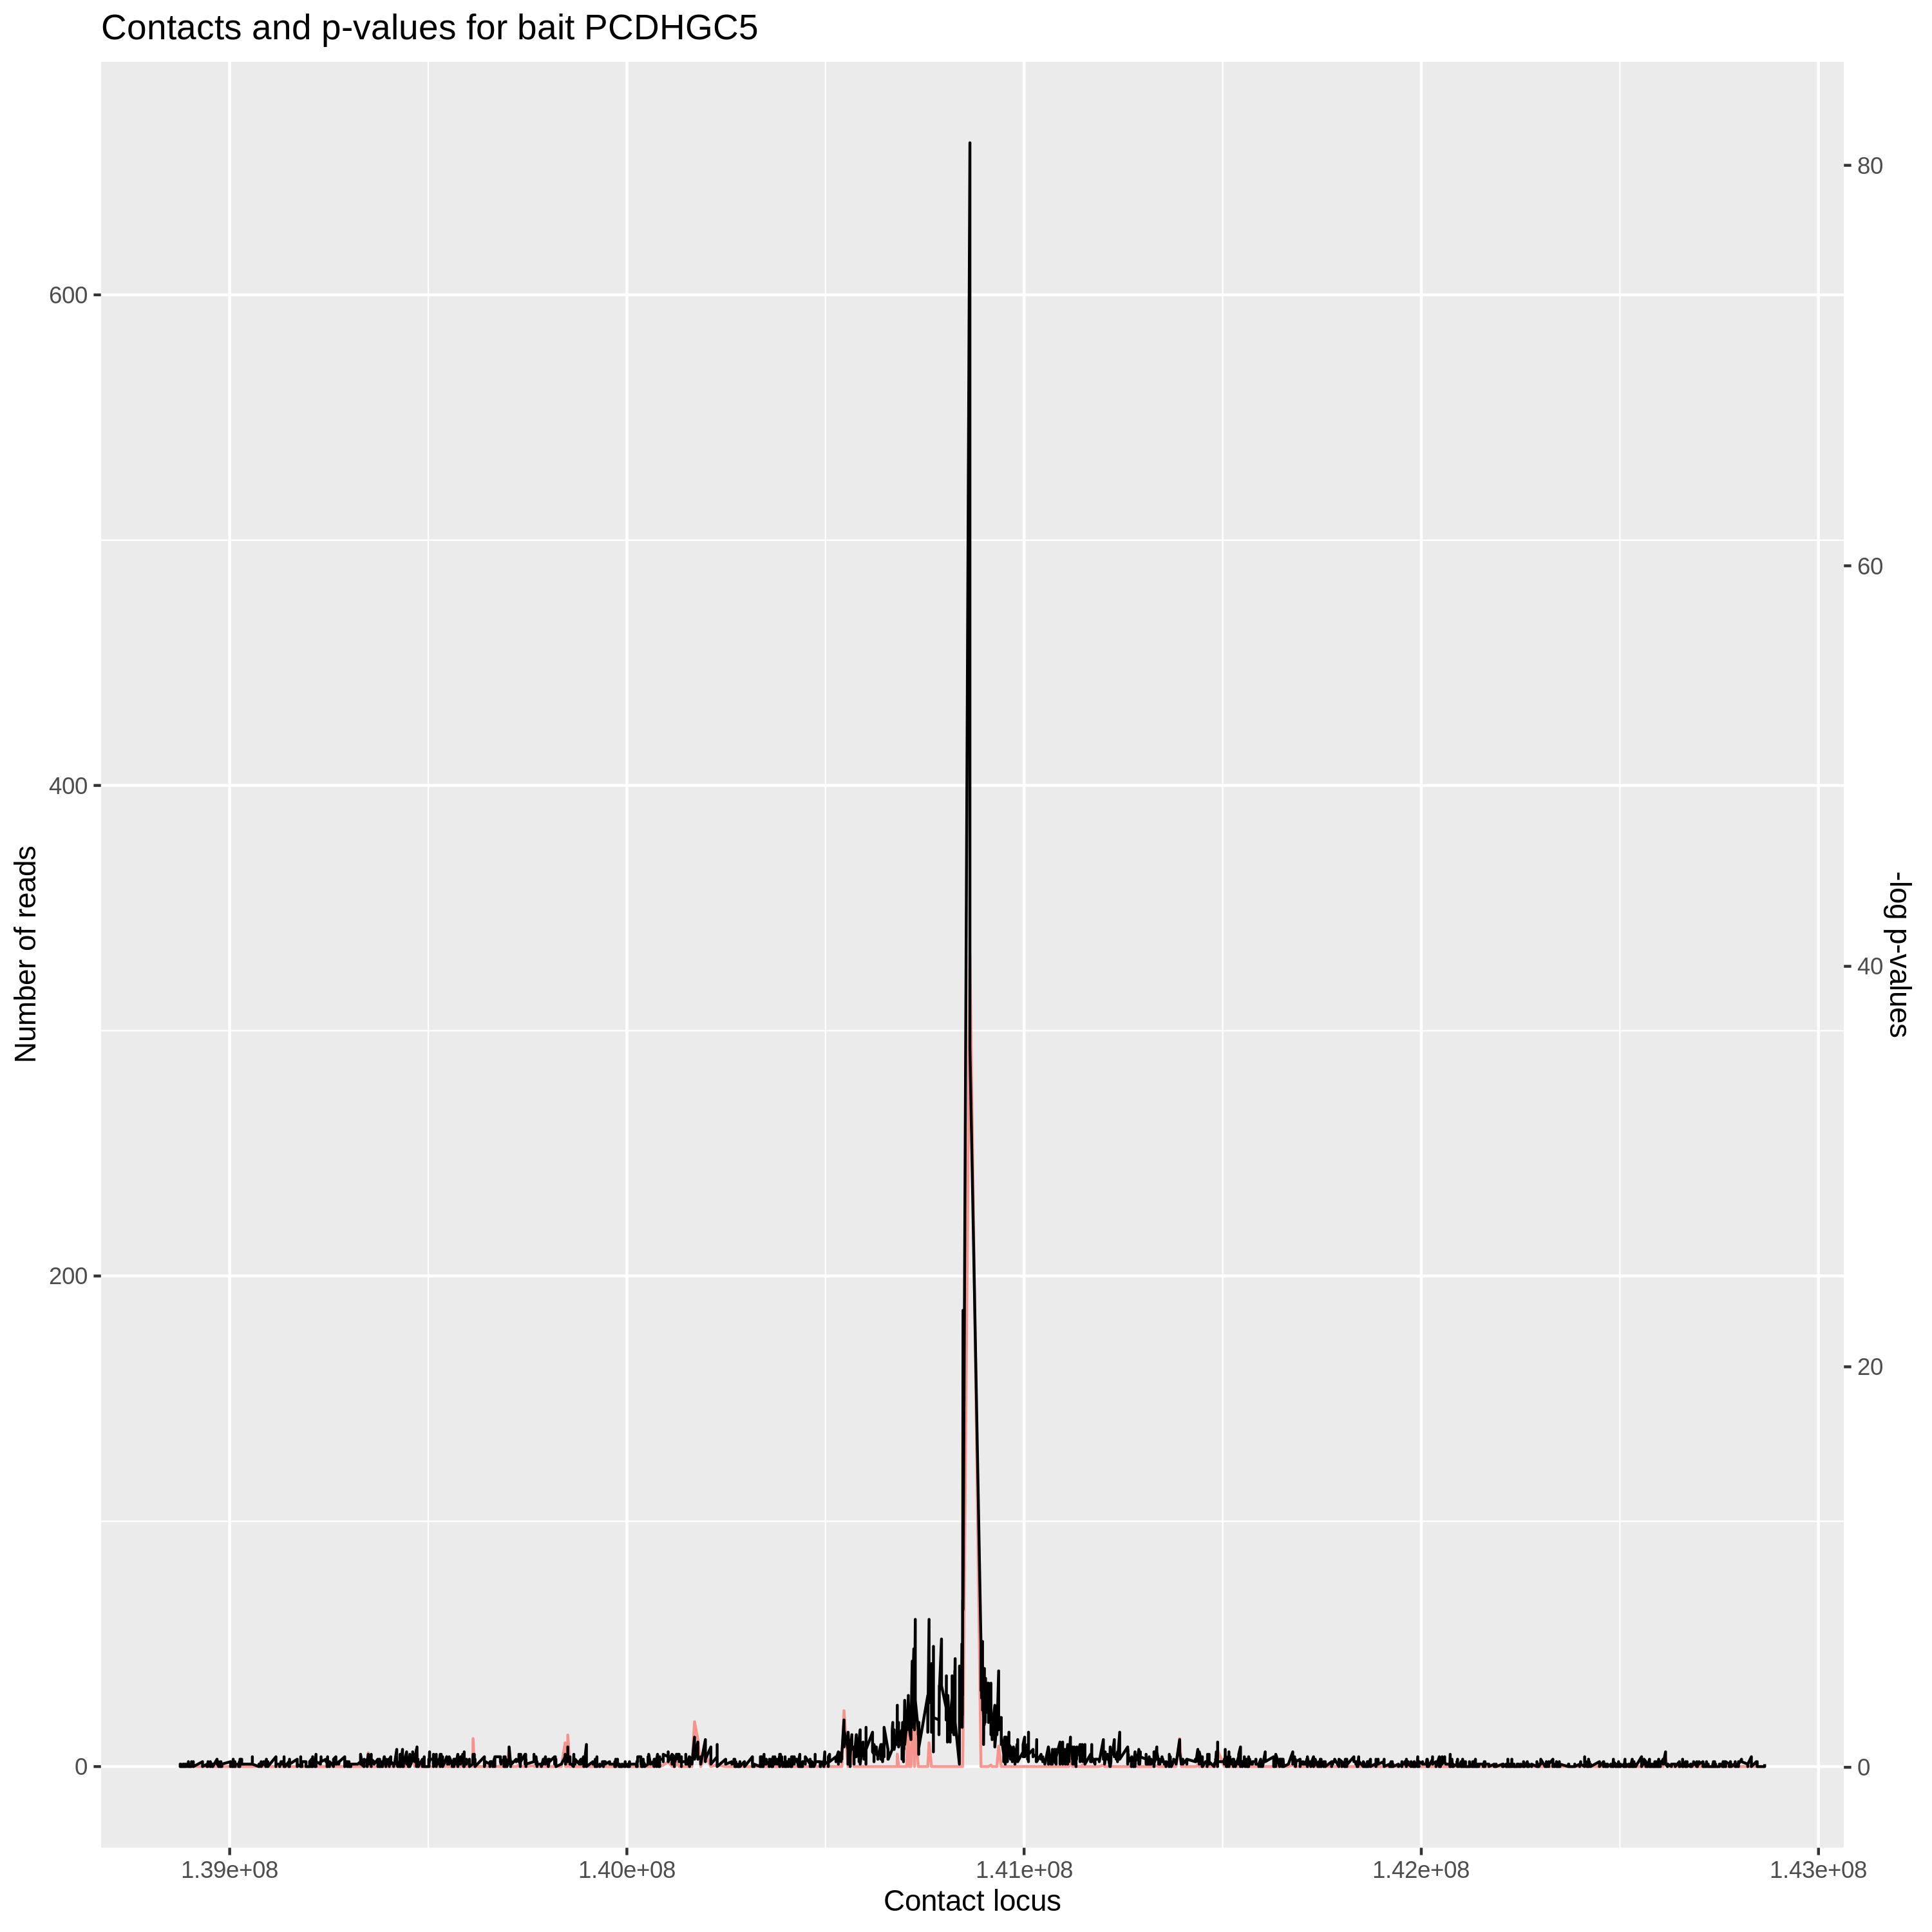 Contacts and p-values for bait PCDHGC5
600
400
200
0
Number of reads
80
60
40
20
0
-log p-values
1.39e+08
1.40e+08
1.41e+08
1.42e+08
1.43e+08
Contact locus